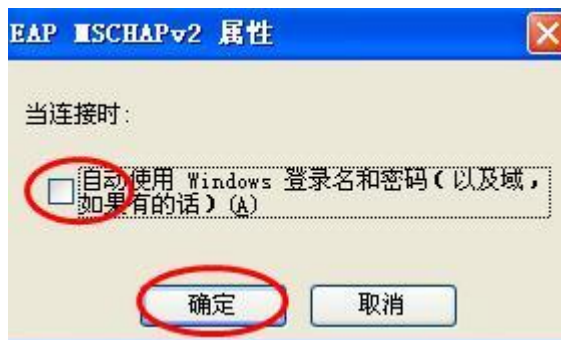 EAP MSCHAPv2 属性
当连接时:
自动使用 Windows 登录名和密码(以及域,
如果有的话)(A)
确定 取消